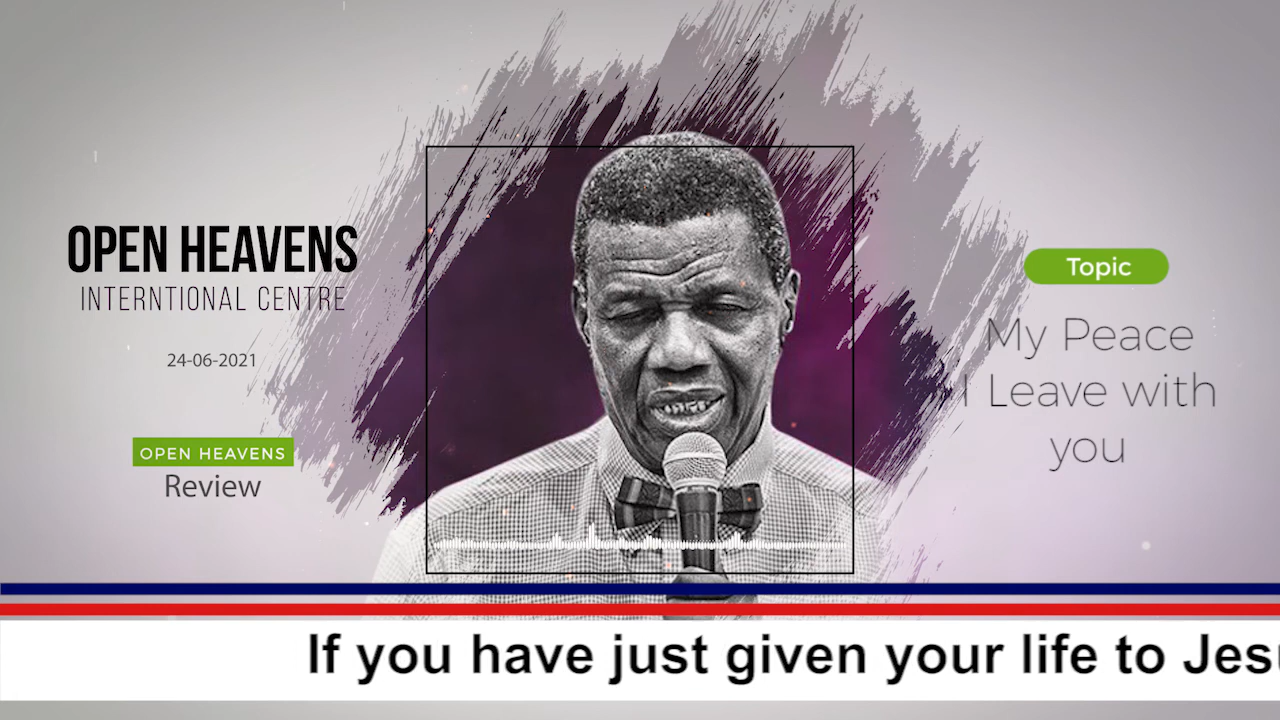 OPEN HEAVENS
INTERNTIONAL CENTRE
24-06-2021
OPEN HEAVENS
Review
Topic
My Peace
I Leave with
you
If you have just given your life to Jesu